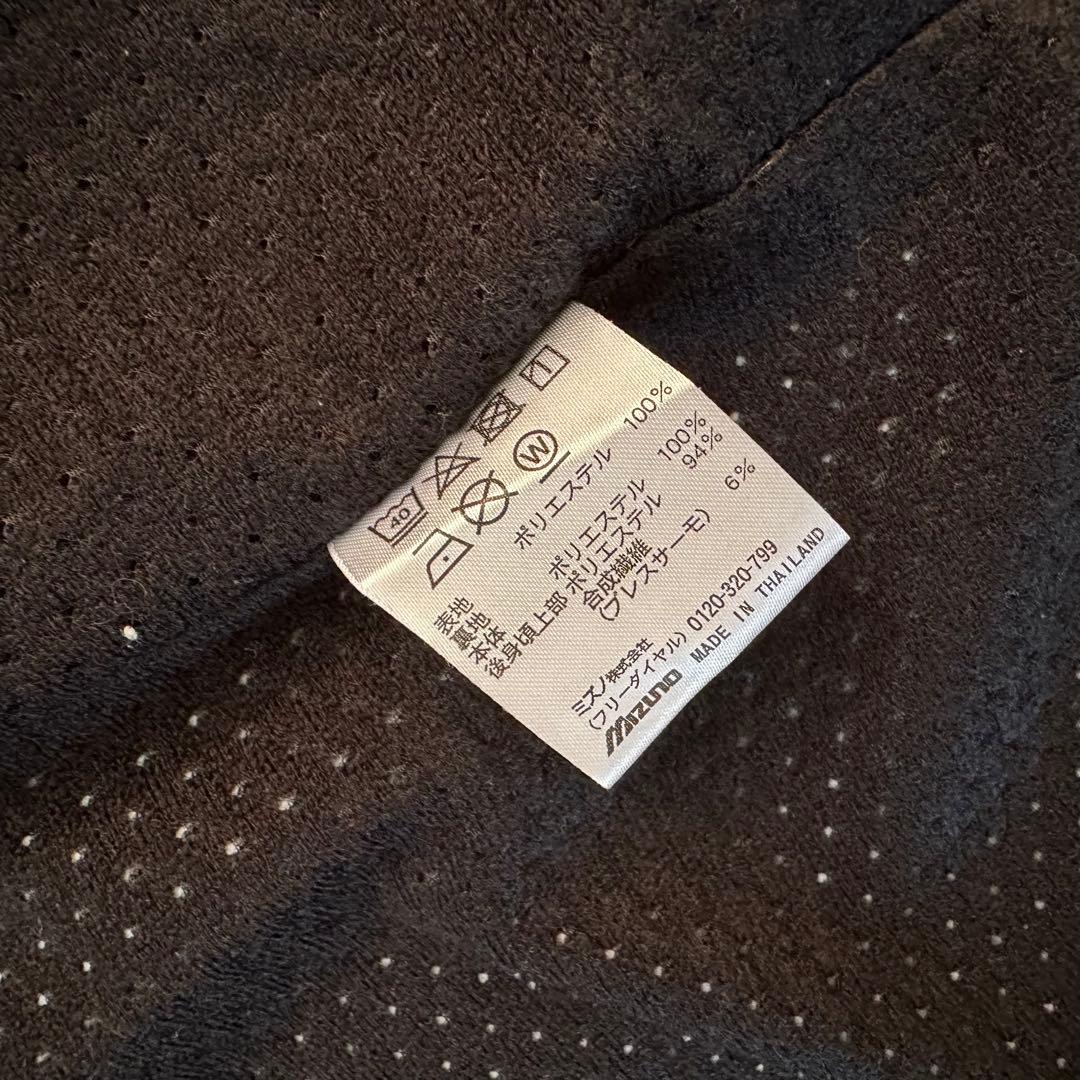 40
W
表地 ポリエステル 100%
裏地
本体 ポリエステル 100%
後身頃上部 ポリエステル 94%
合成繊維 6%
(ブレスサーモ)
ミズノ株式会社
(フリーダイヤル) 0120-320-799
MIZUNO MADE IN THAILAND